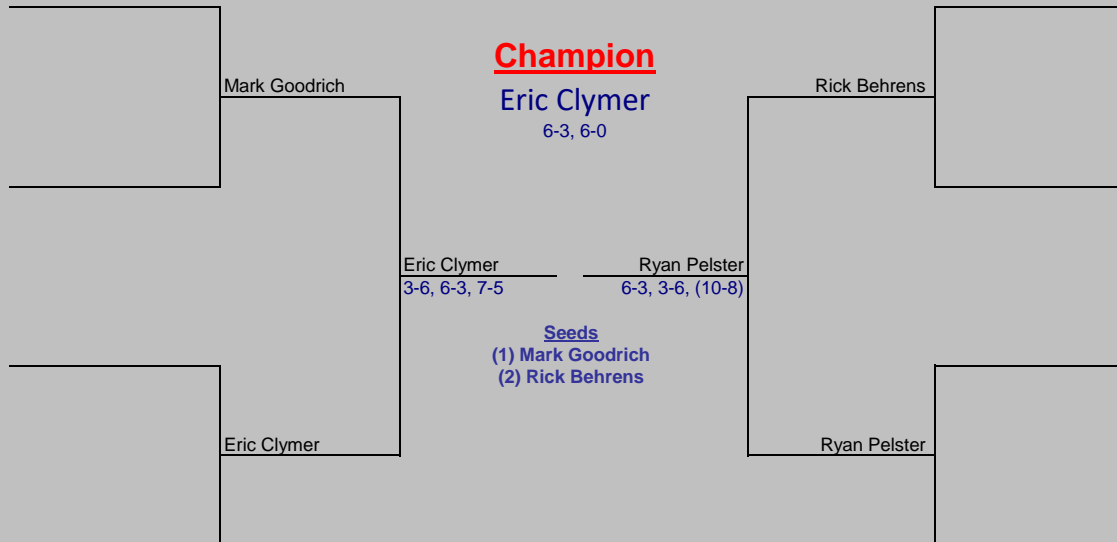 Champion
Mark Goodrich
Rick Behrens
Eric Clymer
6-3, 6-0
Eric Clymer
Ryan Pelster
3-6, 6-3, 7-5
6-3, 3-6, (10-8)
Seeds
(1) Mark Goodrich
(2) Rick Behrens
Eric Clymer
Ryan Pelster